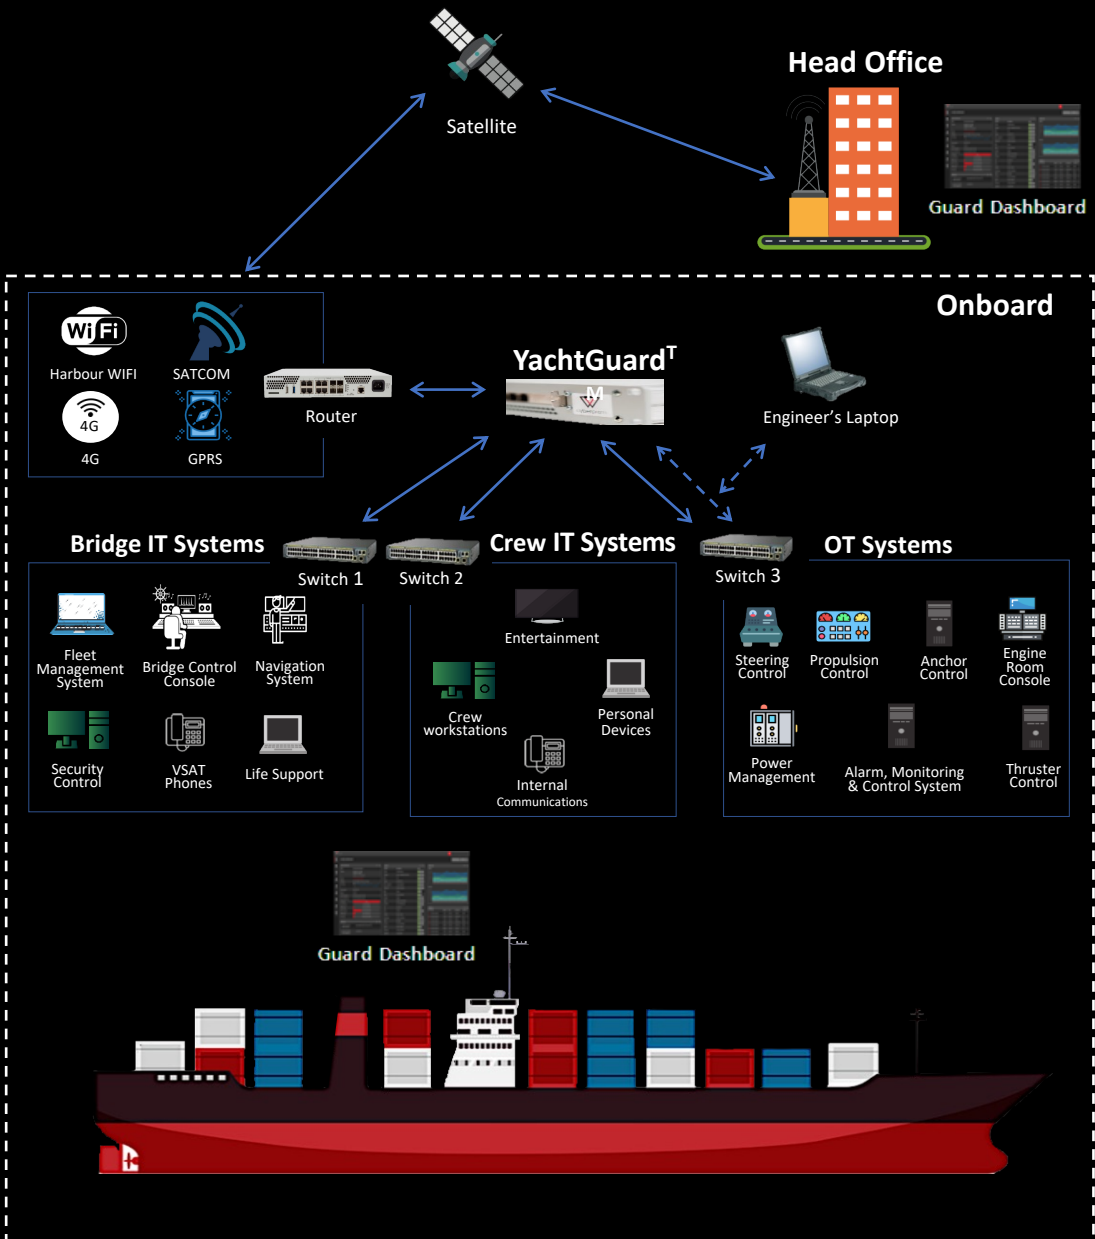 Satellite
Head Office
Guard Dashboard
Onboard
WiFi
Harbour WIFI
SATCOM
4G
4G
GPRS
Router
YachtGuardT
M
Engineer's Laptop
Bridge IT Systems
Switch 1
Switch 2
Crew IT Systems
Switch 3
OT Systems
Fleet
Management
System
Bridge Control
Console
Navigation
System
Security
Control
VSAT
Phones
Life Support
Entertainment
Crew
workstations
Personal
Devices
Internal
Communications
Steering
Control
Propulsion
Control
Anchor
Control
Engine
Room
Console
Power
Management
Alarm, Monitoring
& Control System
Thruster
Control
Guard Dashboard